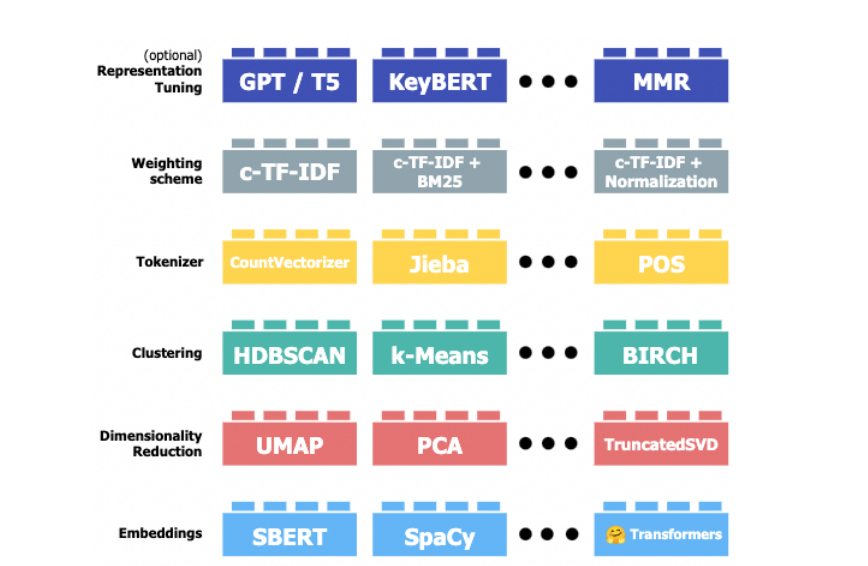 (optional)
Representation
Tuning
GPT / T5
KeyBERT
MMR
Weighting
scheme
c-TF-IDF
c-TF-IDF +
BM25
c-TF-IDF +
Normalization
Tokenizer
CountVectorizer
Jieba
POS
Clustering
HDBSCAN
k-Means
BIRCH
Dimensionality
Reduction
UMAP
PCA
TruncatedSVD
Embeddings
SBERT
SpaCy
🤗 Transformers